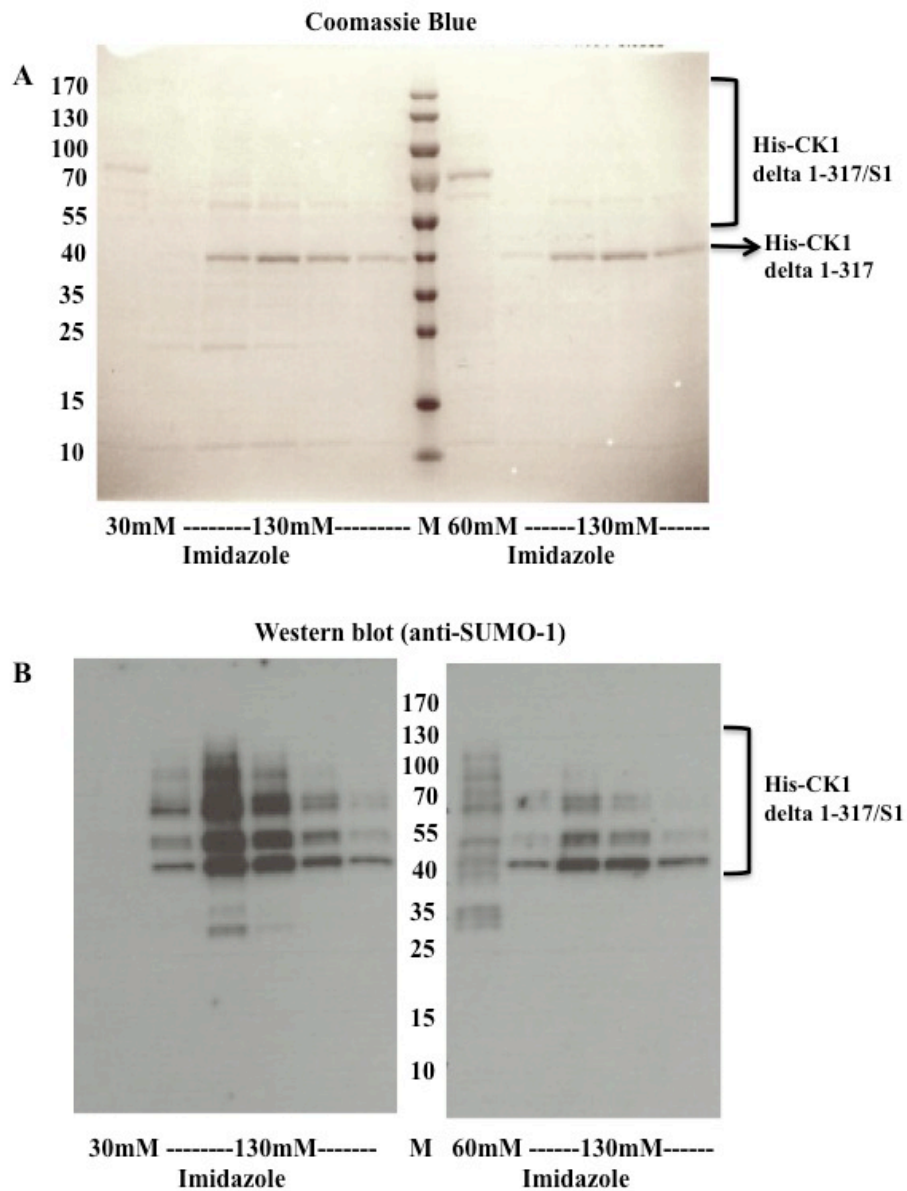 Coomassie Blue
A
170
130
100
70
55
40
35
25
15
10
His-CK1
delta 1-317/S1
His-CK1
delta 1-317
30mM ---------130mM--------- M 60mM ------130mM------
Imidazole Imidazole
Western blot (anti-SUMO-1)
B
170
130
100
70
55
40
35
25
15
10
His-CK1
delta 1-317/S1
30mM ---------130mM------- M 60mM ------130mM------
Imidazole Imidazole